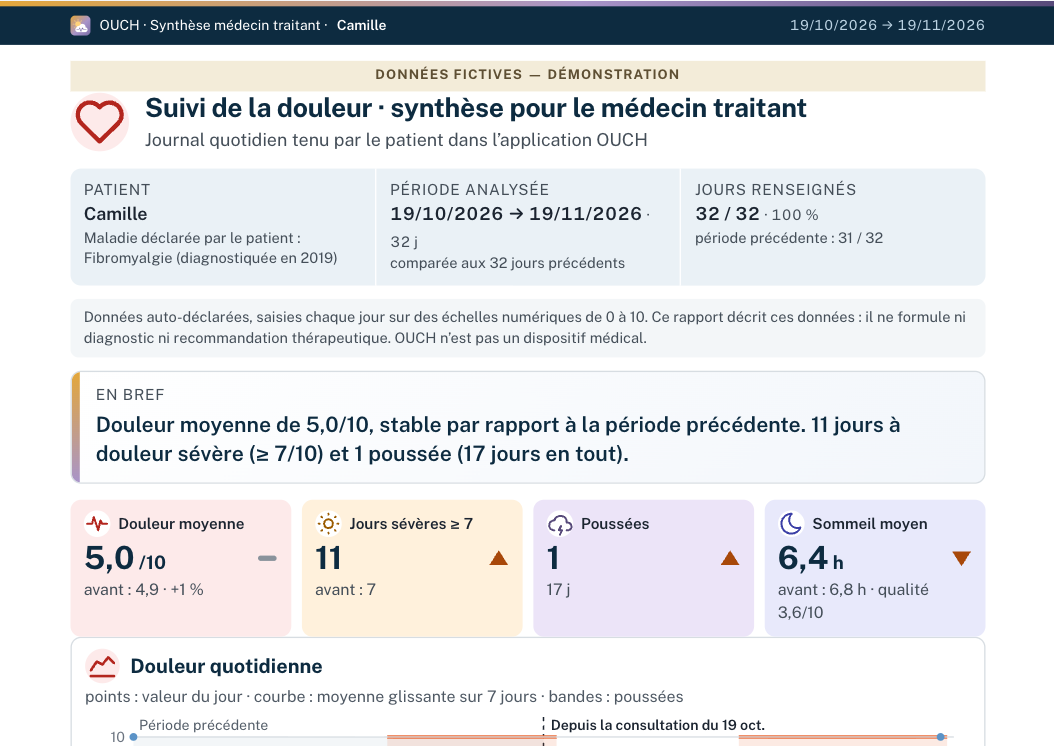 OUCH · Synthèse médecin traitant · Camille
19/10/2026 → 19/11/2026
DONNÉES FICTIVES — DÉMONSTRATION
Suivi de la douleur · synthèse pour le médecin traitant
Journal quotidien tenu par le patient dans l’application OUCH
PATIENT
Camille
Maladie déclarée par le patient :
Fibromyalgie (diagnostiquée en 2019)
PÉRIODE ANALYSÉE
19/10/2026 → 19/11/2026 ·
32 j
comparée aux 32 jours précédents
JOURS RENSEIGNÉS
32 / 32 · 100 %
période précédente : 31 / 32
Données auto-déclarées, saisies chaque jour sur des échelles numériques de 0 à 10. Ce rapport décrit ces données : il ne formule ni
diagnostic ni recommandation thérapeutique. OUCH n’est pas un dispositif médical.
EN BREF
Douleur moyenne de 5,0/10, stable par rapport à la période précédente. 11 jours à
douleur sévère (≥ 7/10) et 1 poussée (17 jours en tout).
Douleur moyenne
5,0 /10
avant : 4,9 · +1 %
Jours sévères ≥ 7
11
avant : 7
Poussées
1
17 j
Sommeil moyen
6,4 h
avant : 6,8 h · qualité
3,6/10
Douleur quotidienne
points : valeur du jour · courbe : moyenne glissante sur 7 jours · bandes : poussées
Période précédente
Depuis la consultation du 19 oct.
10